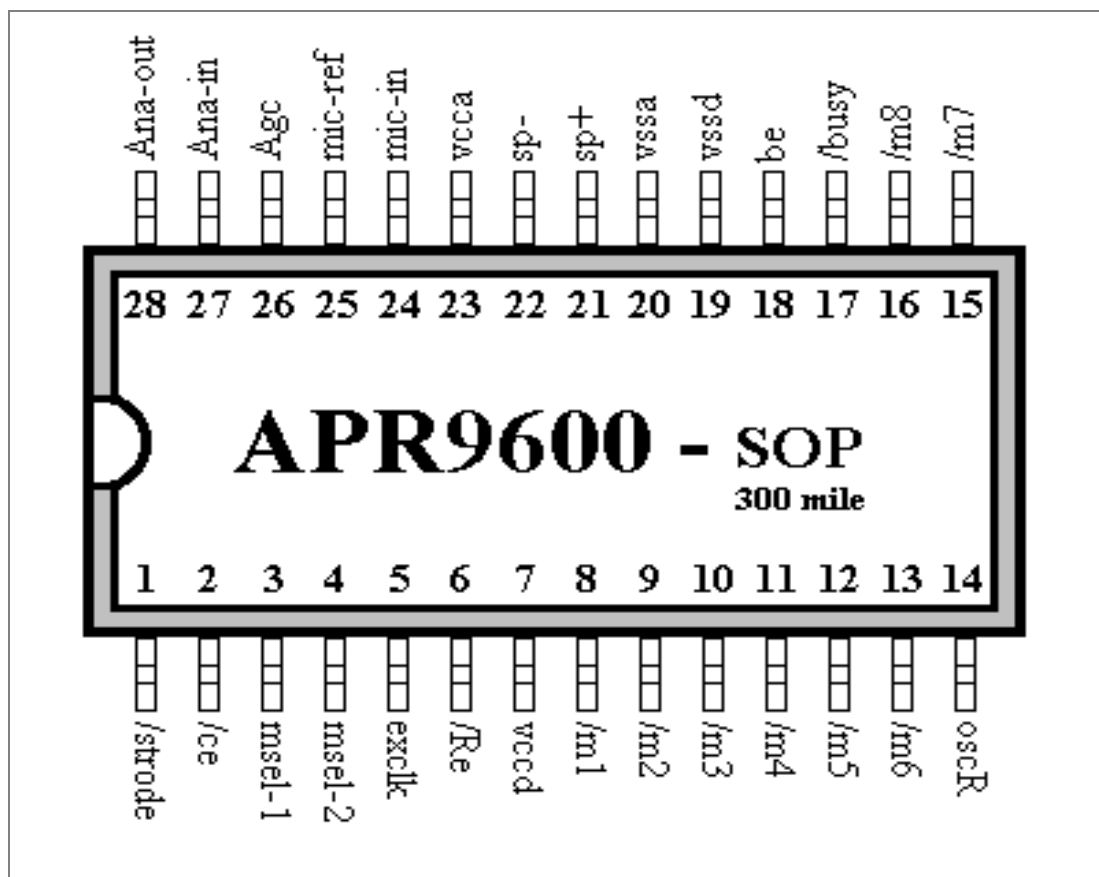 Ana-out Ana-in Agc mic-ref mic-in vcca sp- sp+ vssa vssd be /busy /m8 /m7
28 27 26 25 24 23 22 21 20 19 18 17 16 15
APR9600 - SOP
300 mile
1 2 3 4 5 6 7 8 9 10 11 12 13 14
/strode /ce msel-1 msel-2 exclk /Re vccd /m1 /m2 /m3 /m4 /m5 /m6 oscR